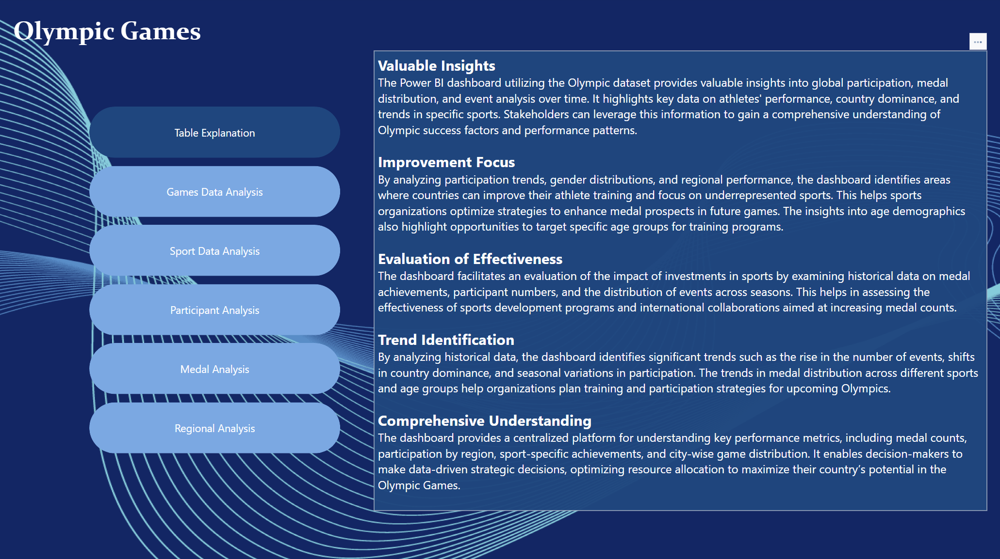 Olympic Games
Table Explanation
Games Data Analysis
Sport Data Analysis
Participant Analysis
Medal Analysis
Regional Analysis
Valuable Insights
The Power BI dashboard utilizing the Olympic dataset provides valuable insights into global participation, medal
distribution, and event analysis over time. It highlights key data on athletes' performance, country dominance, and
trends in specific sports. Stakeholders can leverage this information to gain a comprehensive understanding of
Olympic success factors and performance patterns.
Improvement Focus
By analyzing participation trends, gender distributions, and regional performance, the dashboard identifies areas
where countries can improve their athlete training and focus on underrepresented sports. This helps sports
organizations optimize strategies to enhance medal prospects in future games. The insights into age demographics
also highlight opportunities to target specific age groups for training programs.
Evaluation of Effectiveness
The dashboard facilitates an evaluation of the impact of investments in sports by examining historical data on medal
achievements, participant numbers, and the distribution of events across seasons. This helps in assessing the
effectiveness of sports development programs and international collaborations aimed at increasing medal counts.
Trend Identification
By analyzing historical data, the dashboard identifies significant trends such as the rise in the number of events, shifts
in country dominance, and seasonal variations in participation. The trends in medal distribution across different sports
and age groups help organizations plan training and participation strategies for upcoming Olympics.
Comprehensive Understanding
The dashboard provides a centralized platform for understanding key performance metrics, including medal counts,
participation by region, sport-specific achievements, and city-wise game distribution. It enables decision-makers to
make data-driven strategic decisions, optimizing resource allocation to maximize their country’s potential in the
Olympic Games.